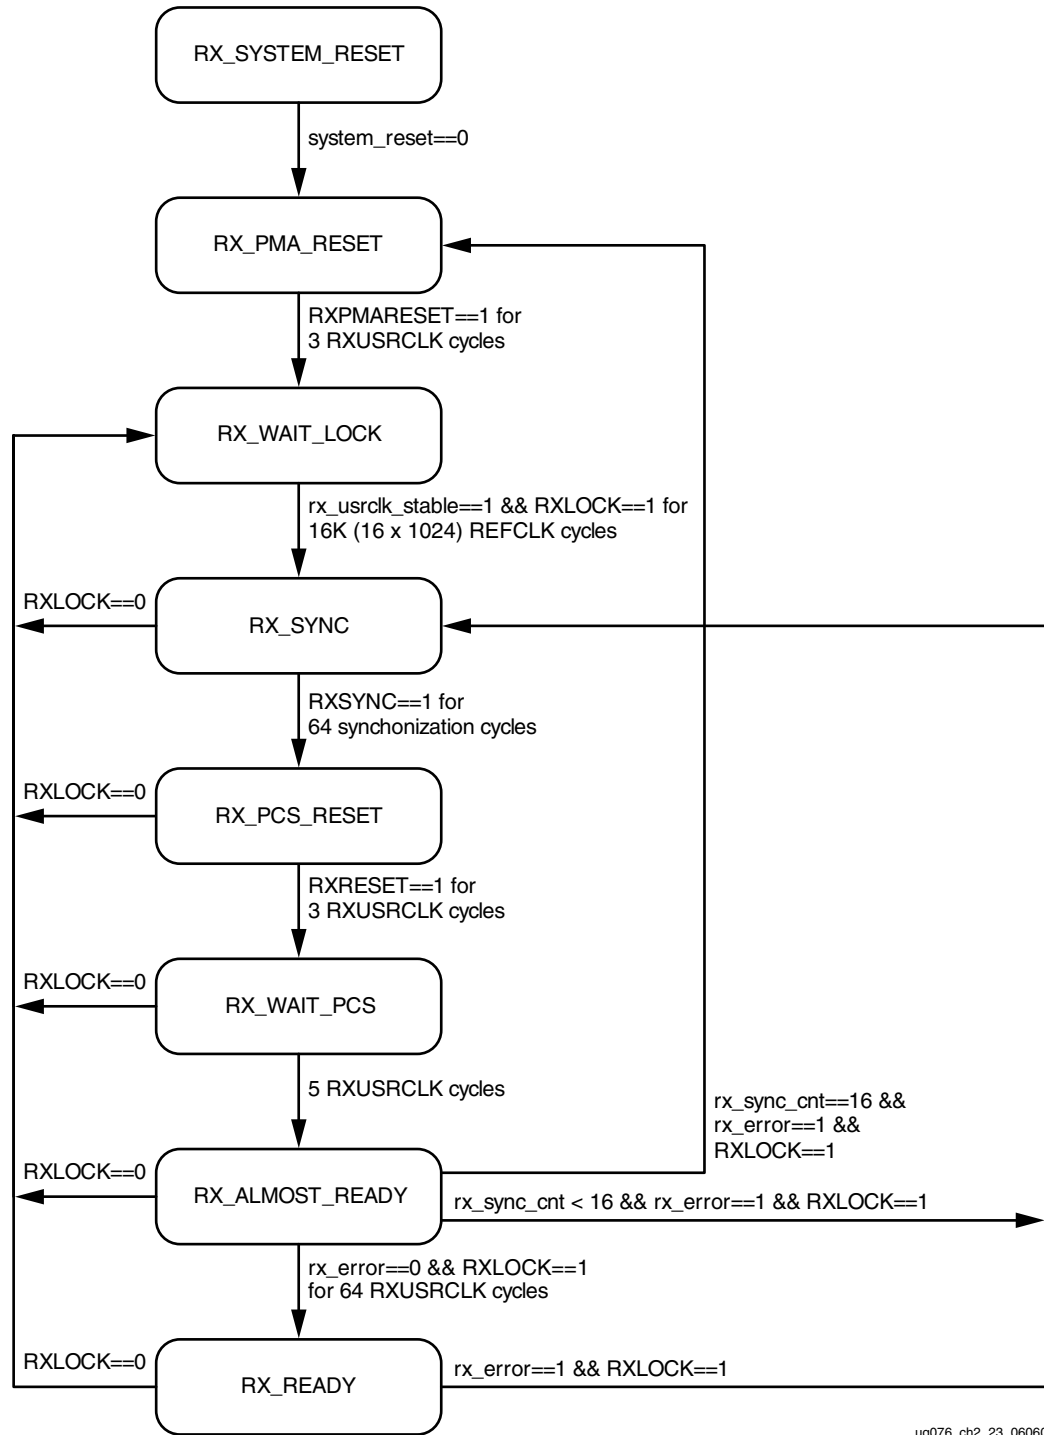 RX_SYSTEM_RESET
system_reset==0
RX_PMA_RESET
RXPMARESET==1 for
3 RXUSRCLK cycles
RX_WAIT_LOCK
rx_usrclk_stable==1 && RXLOCK==1 for
16K (16 x 1024) REFCLK cycles
RXLOCK==0
RX_SYNC
RXSYNC==1 for
64 synchonization cycles
RXLOCK==0
RX_PCS_RESET
RXRESET==1 for
3 RXUSRCLK cycles
RXLOCK==0
RX_WAIT_PCS
5 RXUSRCLK cycles
rx_sync_cnt==16 &&
rx_error==1 &&
RXLOCK==1
RXLOCK==0
RX_ALMOST_READY
rx_sync_cnt < 16 && rx_error==1 && RXLOCK==1
rx_error==0 && RXLOCK==1
for 64 RXUSRCLK cycles
RXLOCK==0
RX_READY
rx_error==1 && RXLOCK==1
ug076_ch2_23_06060